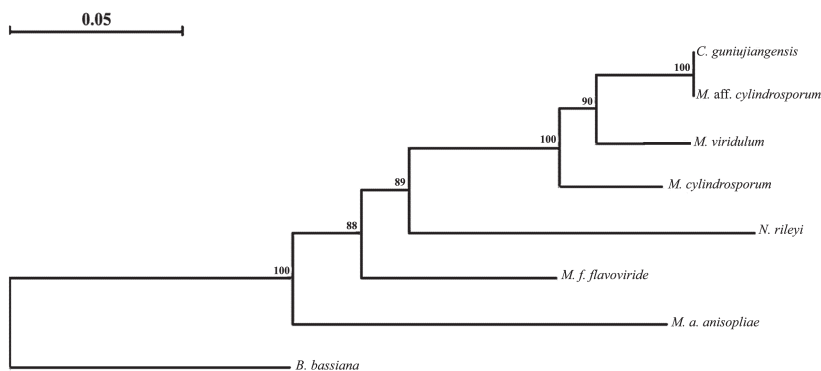 0.05
C. guniujiangensis
100
M. aff. cylindrosporum
90
M. viridulum
100
M. cylindrosporum
89
N. rileyi
88
M. f. flavoviride
100
M. a. anisopliae
B. bassiana